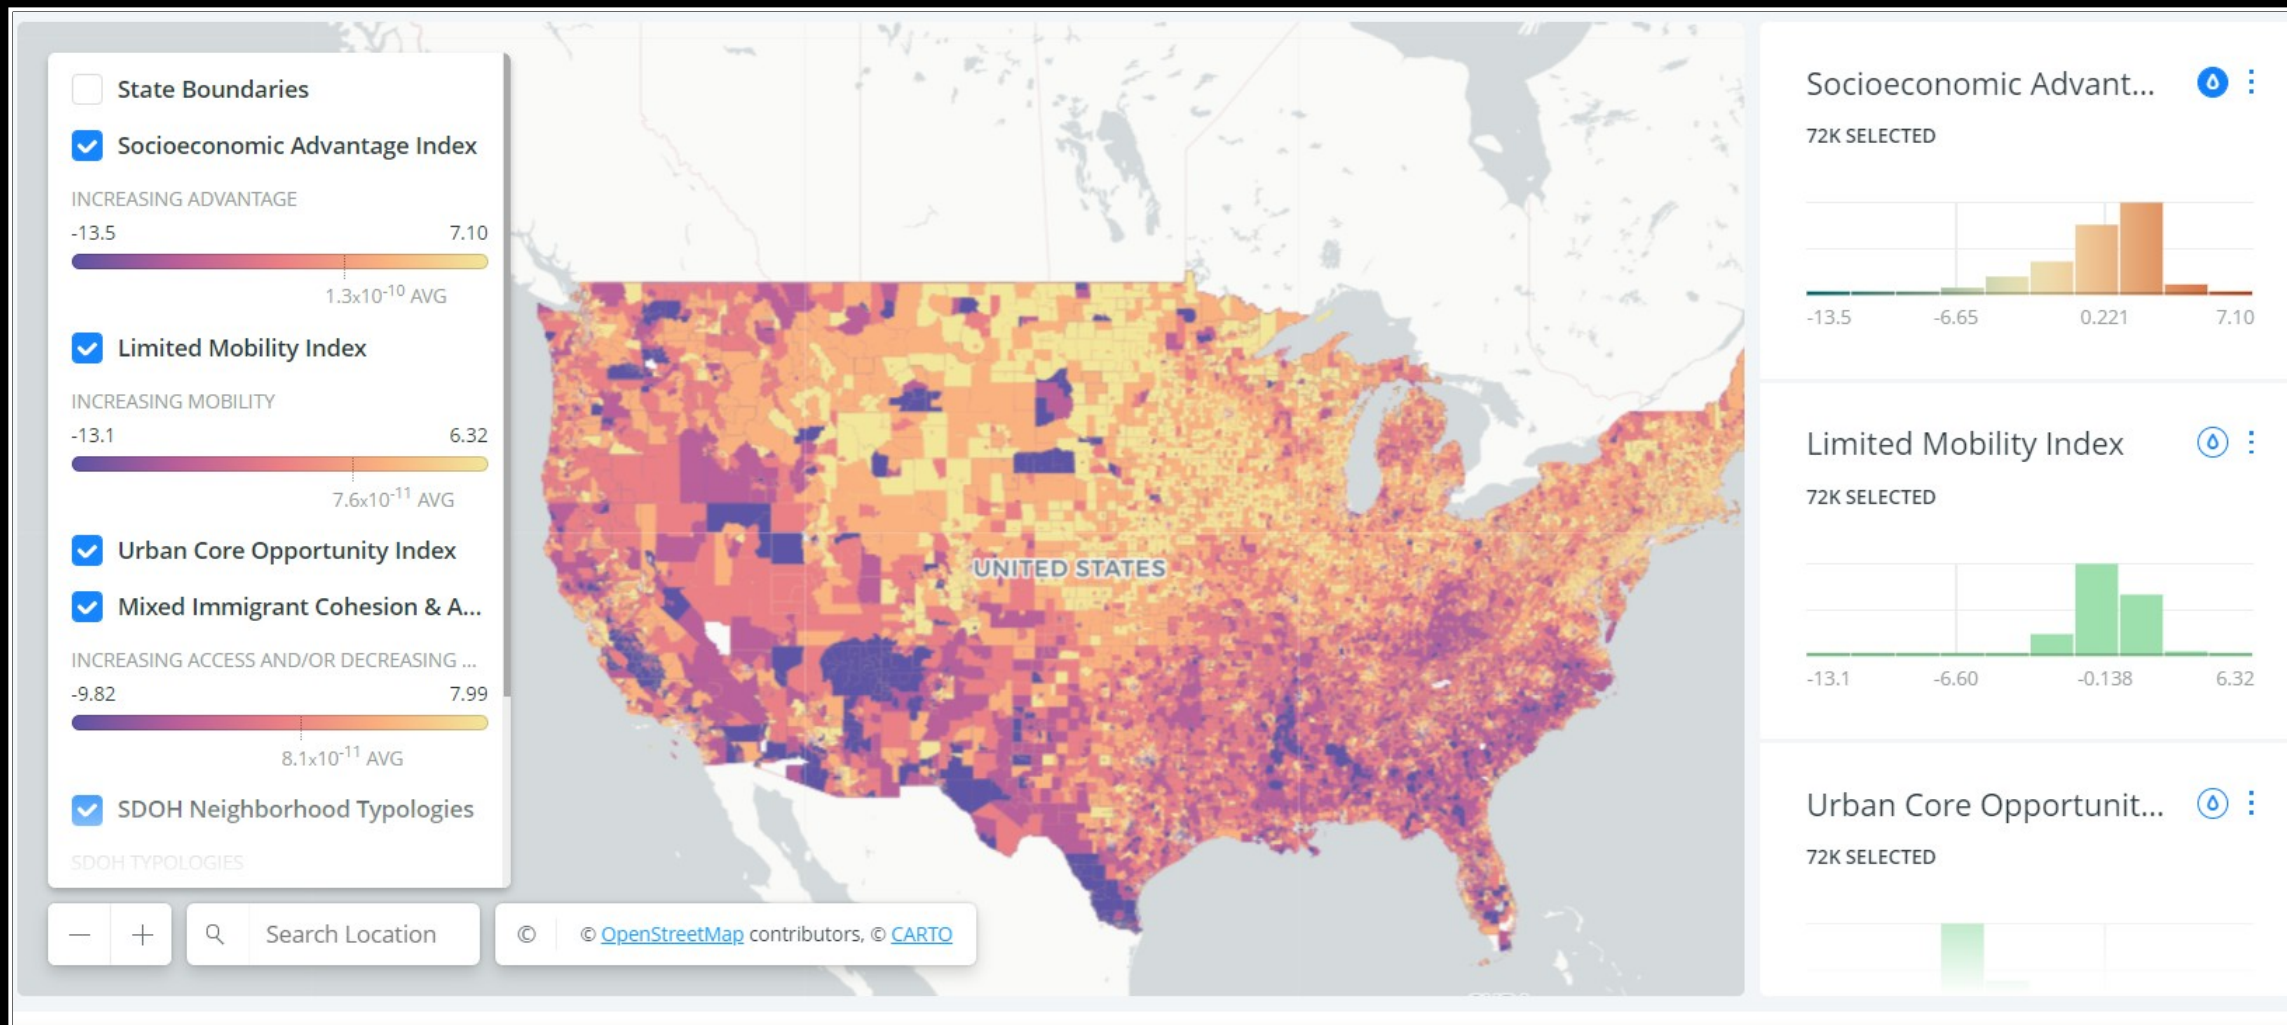 State Boundaries
Socioeconomic Advantage Index
INCREASING ADVANTAGE
-13.5 7.10
1.3x10-10 AVG
Limited Mobility Index
INCREASING MOBILITY
-13.1 6.32
7.6x10-11 AVG
Urban Core Opportunity Index
Mixed Immigrant Cohesion & A...
INCREASING ACCESS AND/OR DECREASING ...
-9.82 7.99
8.1x10-11 AVG
SDOH Neighborhood Typologies
SDOH TYPOLOGIES
Search Location
© © OpenStreetMap contributors, © CARTO
UNITED STATES
Socioeconomic Advant...
72K SELECTED
-13.5 -6.65 0.221 7.10
Limited Mobility Index
72K SELECTED
-13.1 -6.60 -0.138 6.32
Urban Core Opportunit...
72K SELECTED